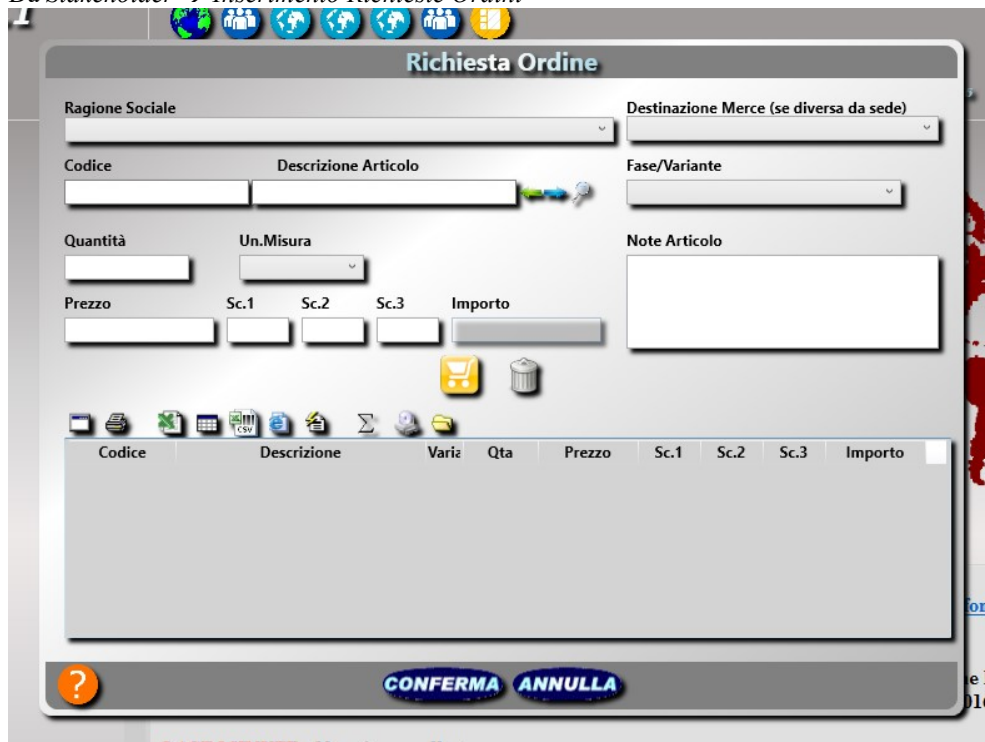 Richiesta Ordine
Ragione Sociale Destinazione Merce (se diversa da sede)
Codice Descrizione Articolo Fase/Variante
Quantità Un.Misura Note Articolo
Prezzo Sc.1 Sc.2 Sc.3 Importo
CSV
Codice Descrizione Varia Qta Prezzo Sc.1 Sc.2 Sc.3 Importo
? CONFERMA ANNULLA